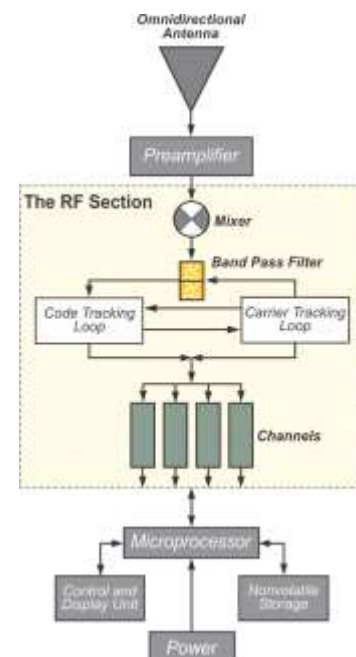 Omnidirectional
Antenna
Preamplifier
The RF Section
Mixer
Band Pass Filter
Code Tracking
Loop
Carrier Tracking
Loop
Channels
Microprocessor
Control and
Display Unit
Nonvolatile
Storage
Power